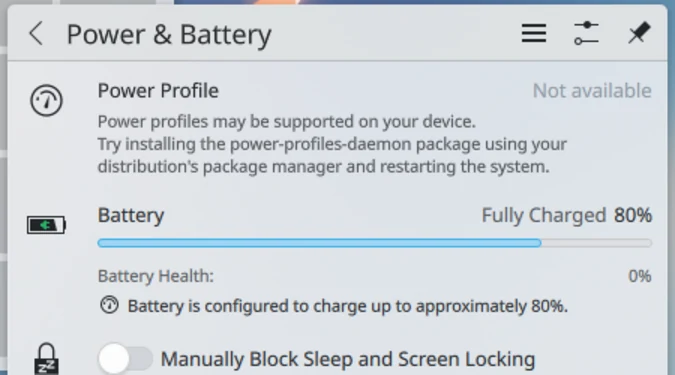 Power & Battery
Power Profile Not available
Power profiles may be supported on your device.
Try installing the power-profiles-daemon package using your
distribution's package manager and restarting the system.
Battery Fully Charged 80%
Battery Health: 0%
Battery is configured to charge up to approximately 80%.
zZ
Manually Block Sleep and Screen Locking